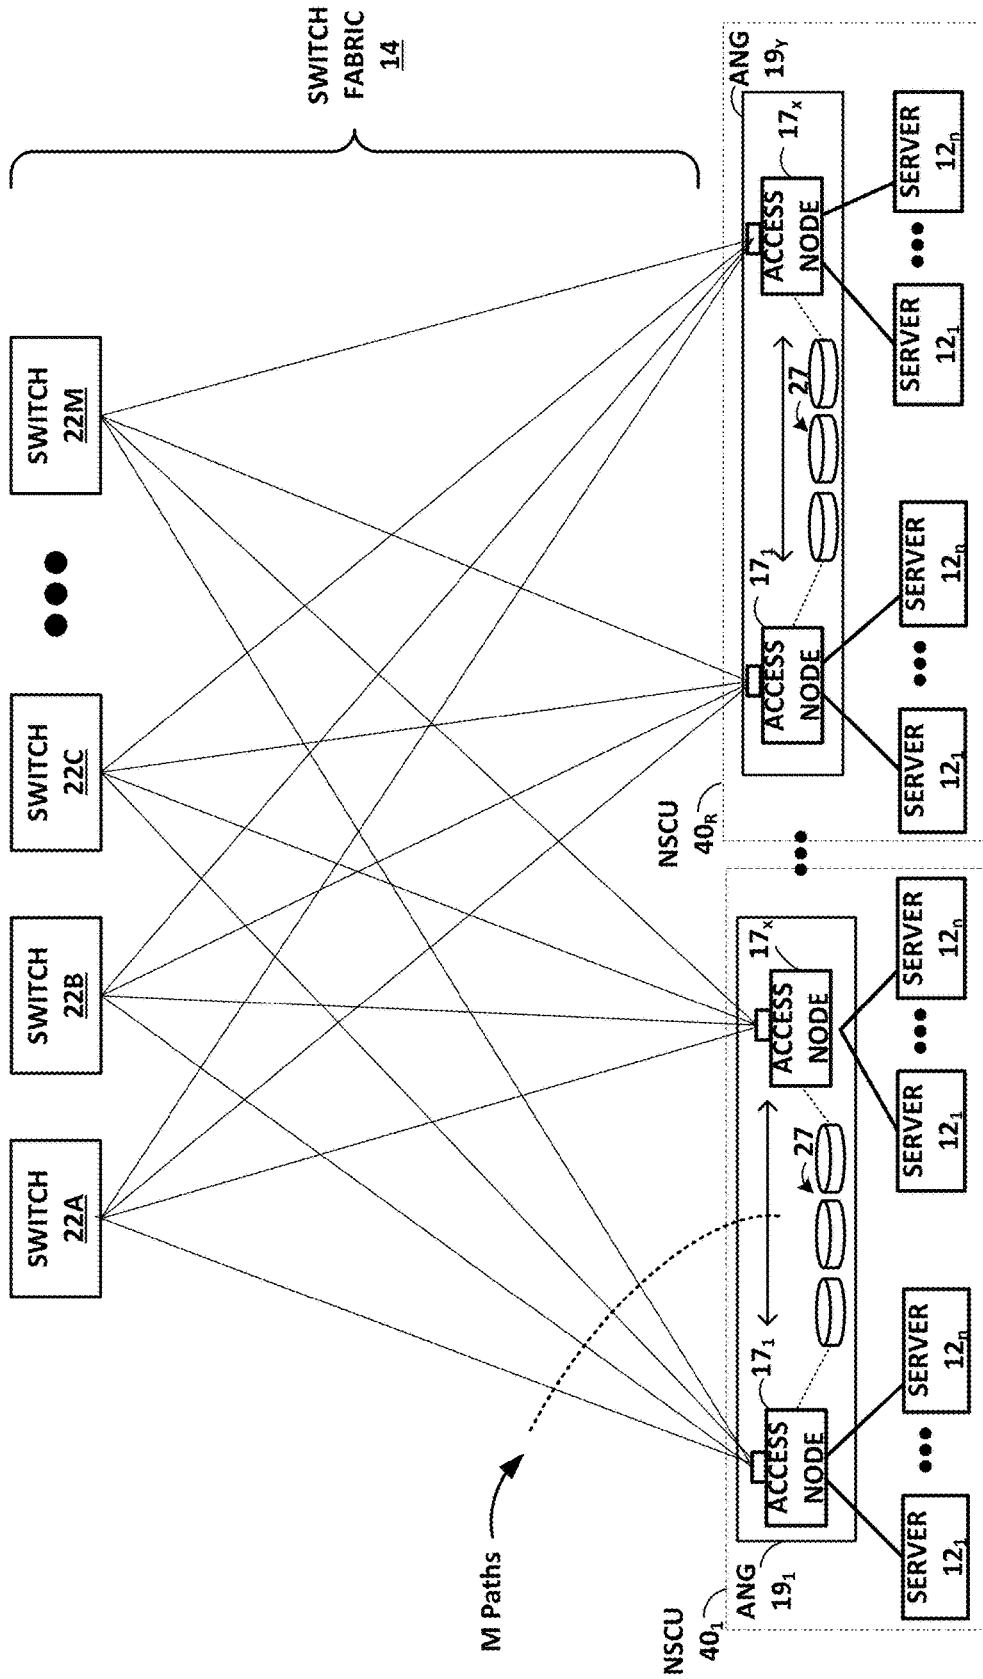 SWITCH
FABRIC
14
SWITCH
22A
SWITCH
22B
SWITCH
22C
SWITCH
22M
M Paths
NSCU
40₁
ANG
19₁
17₁
ACCESS
NODE
27
17ₓ
ACCESS
NODE
SERVER
12₁
SERVER
12ₙ
SERVER
12₁
SERVER
12ₙ
NSCU
40R
17₁
ACCESS
NODE
27
17ₓ
ACCESS
NODE
ANG
19Y
SERVER
12₁
SERVER
12ₙ
SERVER
12₁
SERVER
12ₙ